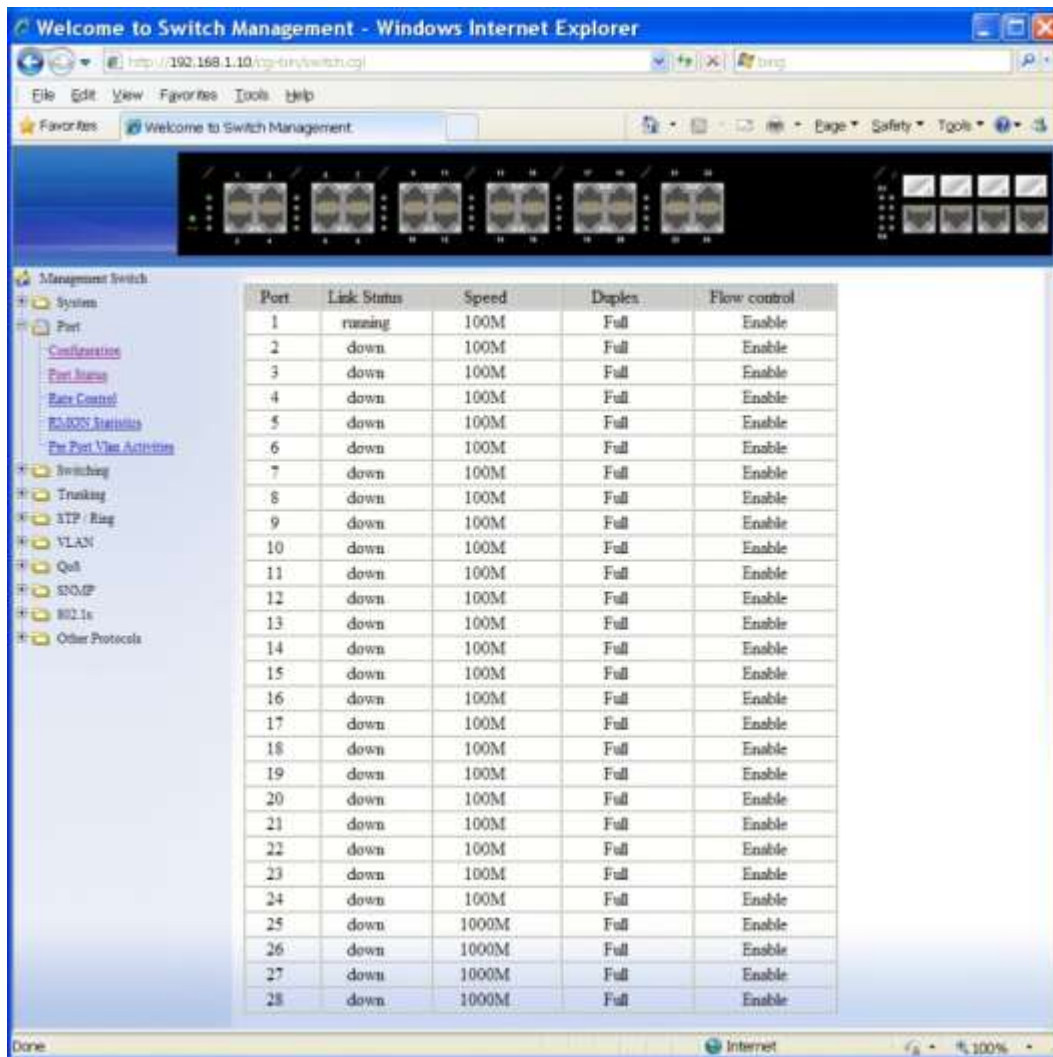 Welcome to Switch Management - Windows Internet Explorer
http://192.168.1.10/cgi-bin/switch.cgi
bing
File Edit View Favorites Tools Help
Favorites Welcome to Switch Management Page Safety Tools
Management Switch
System
Port
Configuration
Port Status
Rate Control
RMON Statistics
Per Port Vlan Activities
Switching
Trunking
STP / Ring
VLAN
QoS
SNMP
802.1x
Other Protocols
Port Link Status Speed Duplex Flow control
1 running 100M Full Enable
2 down 100M Full Enable
3 down 100M Full Enable
4 down 100M Full Enable
5 down 100M Full Enable
6 down 100M Full Enable
7 down 100M Full Enable
8 down 100M Full Enable
9 down 100M Full Enable
10 down 100M Full Enable
11 down 100M Full Enable
12 down 100M Full Enable
13 down 100M Full Enable
14 down 100M Full Enable
15 down 100M Full Enable
16 down 100M Full Enable
17 down 100M Full Enable
18 down 100M Full Enable
19 down 100M Full Enable
20 down 100M Full Enable
21 down 100M Full Enable
22 down 100M Full Enable
23 down 100M Full Enable
24 down 100M Full Enable
25 down 1000M Full Enable
26 down 1000M Full Enable
27 down 1000M Full Enable
28 down 1000M Full Enable
Done Internet 100%